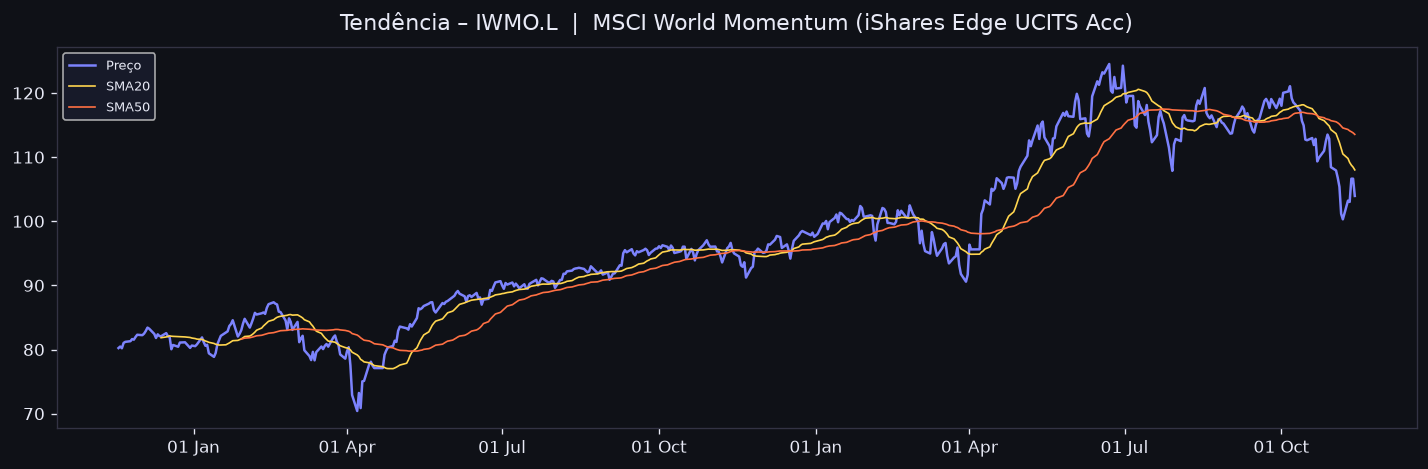 Tendência – IWMO.L | MSCI World Momentum (iShares Edge UCITS Acc)
Preço
SMA20
SMA50
120
110
100
90
80
70
01 Jan
01 Apr
01 Jul
01 Oct
01 Jan
01 Apr
01 Jul
01 Oct